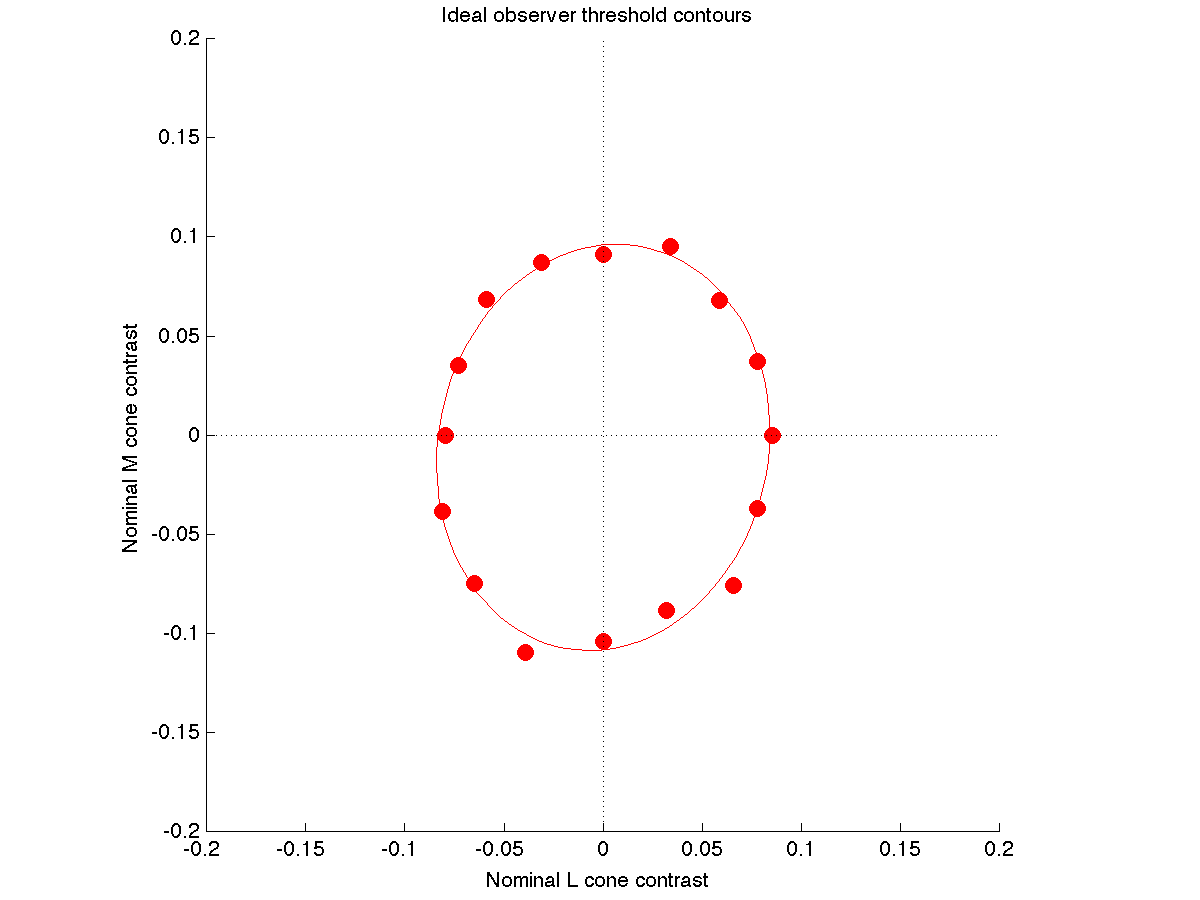 Ideal observer threshold contours
0.2
0.15
0.1
0.05
0
-0.05
-0.1
-0.15
-0.2
Nominal M cone contrast
-0.2 -0.15 -0.1 -0.05 0 0.05 0.1 0.15 0.2
Nominal L cone contrast